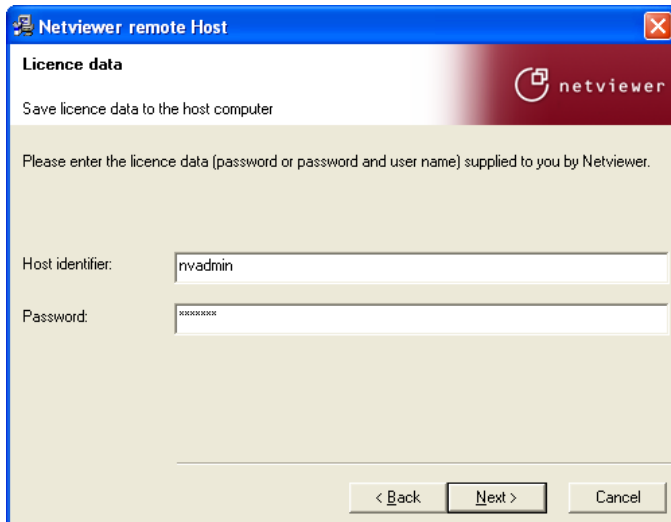 Netviewer remote Host
Licence data
netviewer
Save licence data to the host computer
Please enter the licence data (password or password and user name) supplied to you by Netviewer.
Host identifier: nvadmin
Password: *******
< Back Next > Cancel